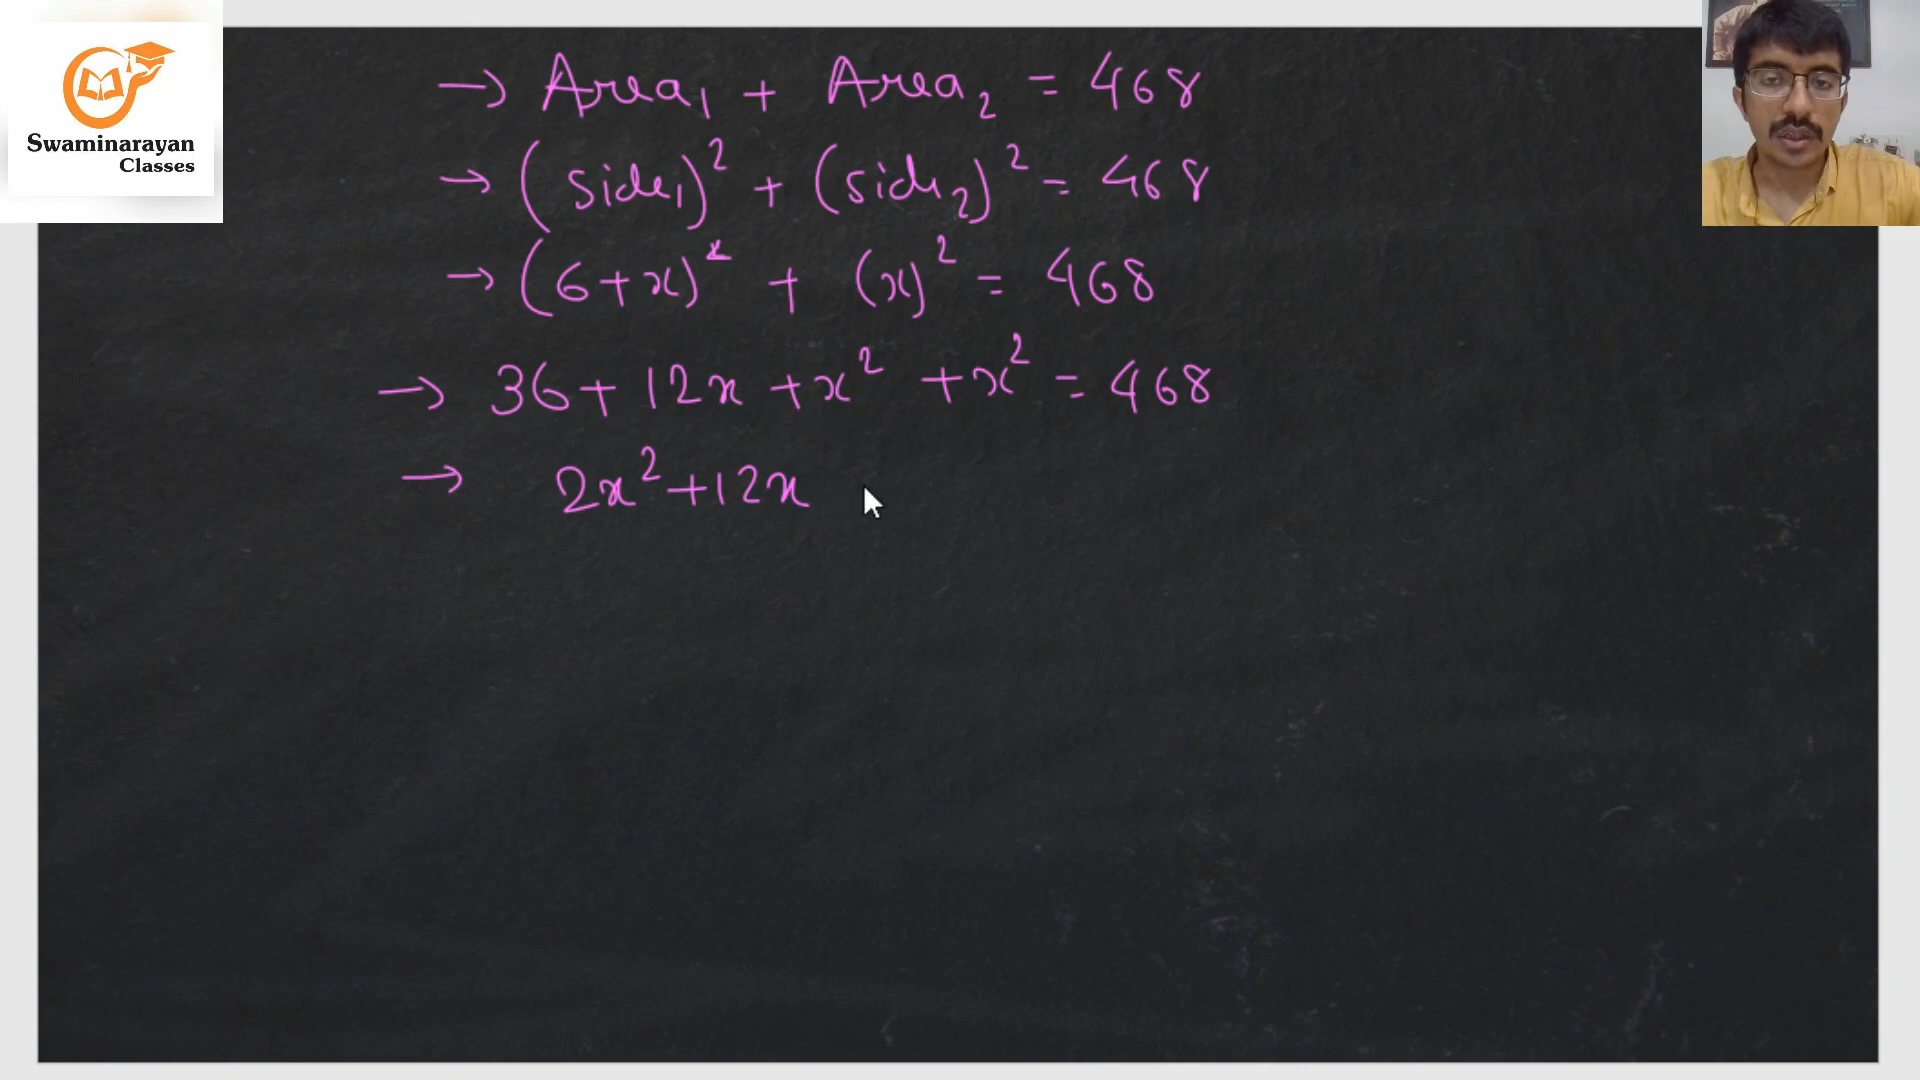 Swaminarayan
Classes
→ Area₁ + Area₂ = 468
→ (side₁)² + (side₂)² = 468
→ (6+x)² + (x)² = 468
→ 36 + 12x + x² + x² = 468
→ 2x² + 12x